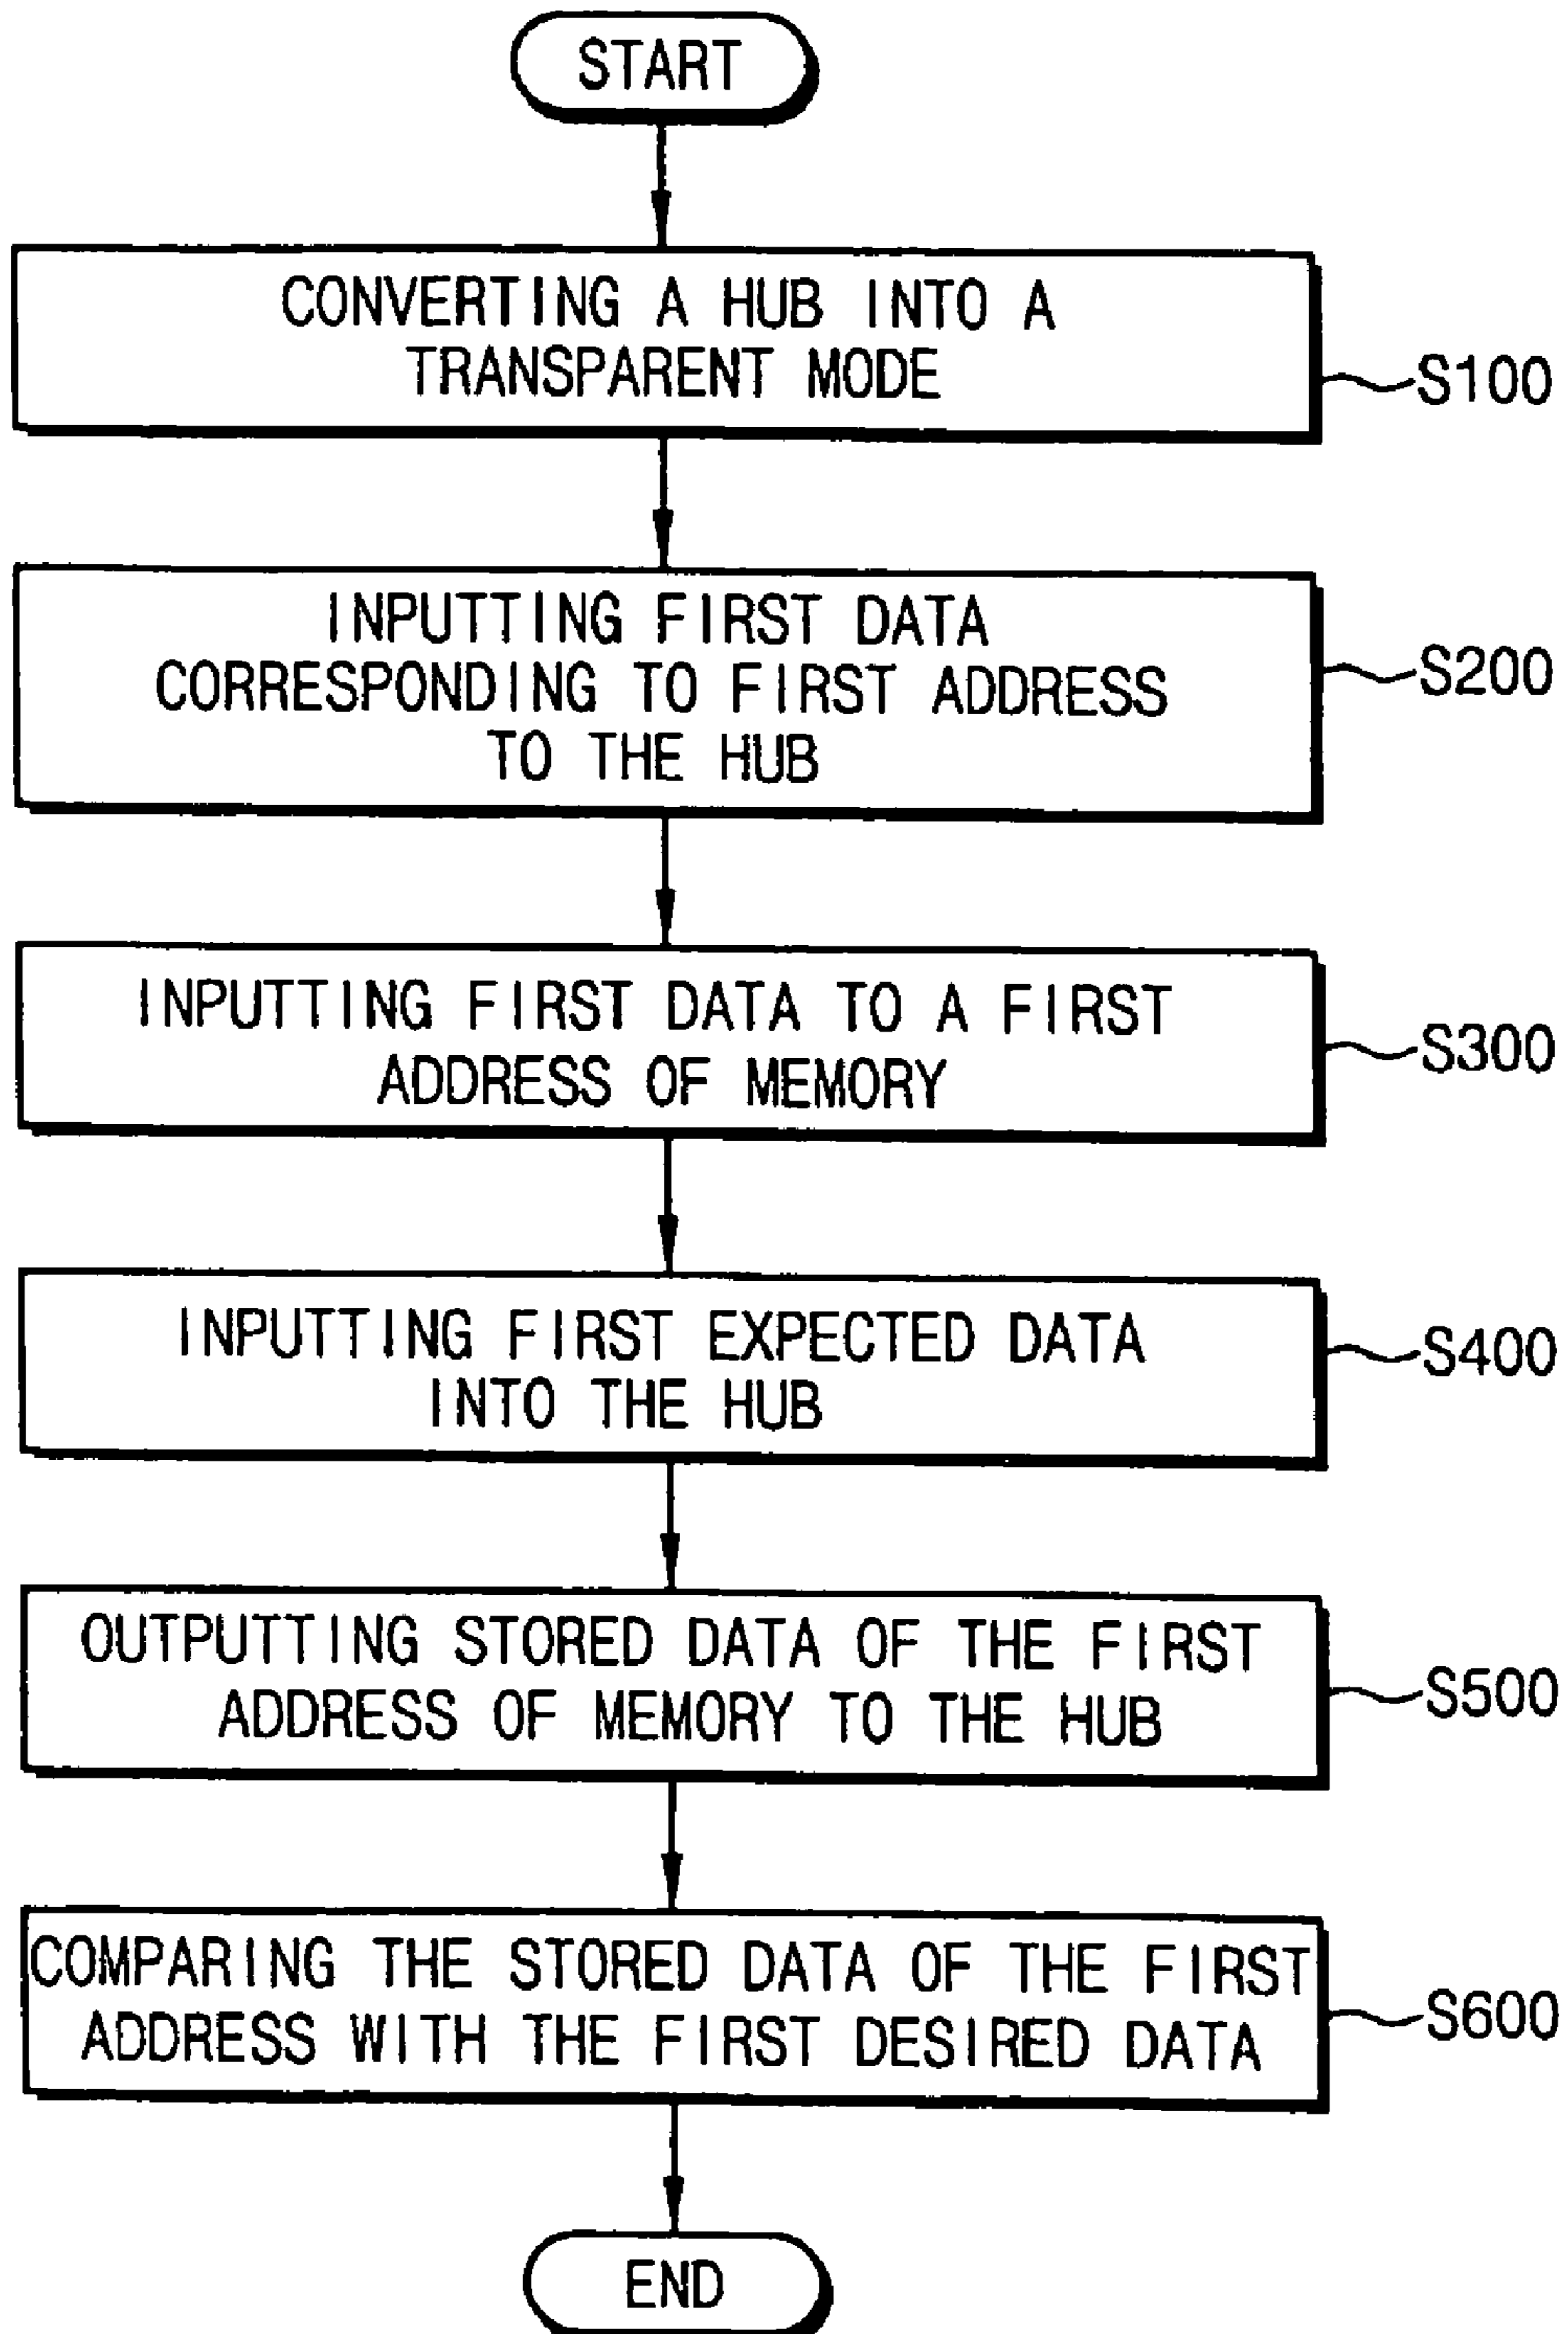 START
CONVERTING A HUB INTO A
TRANSPARENT MODE
S100
INPUTTING FIRST DATA
CORRESPONDING TO FIRST ADDRESS
TO THE HUB
S200
INPUTTING FIRST DATA TO A FIRST
ADDRESS OF MEMORY
S300
INPUTTING FIRST EXPECTED DATA
INTO THE HUB
S400
OUTPUTTING STORED DATA OF THE FIRST
ADDRESS OF MEMORY TO THE HUB
S500
COMPARING THE STORED DATA OF THE FIRST
ADDRESS WITH THE FIRST DESIRED DATA
S600
END